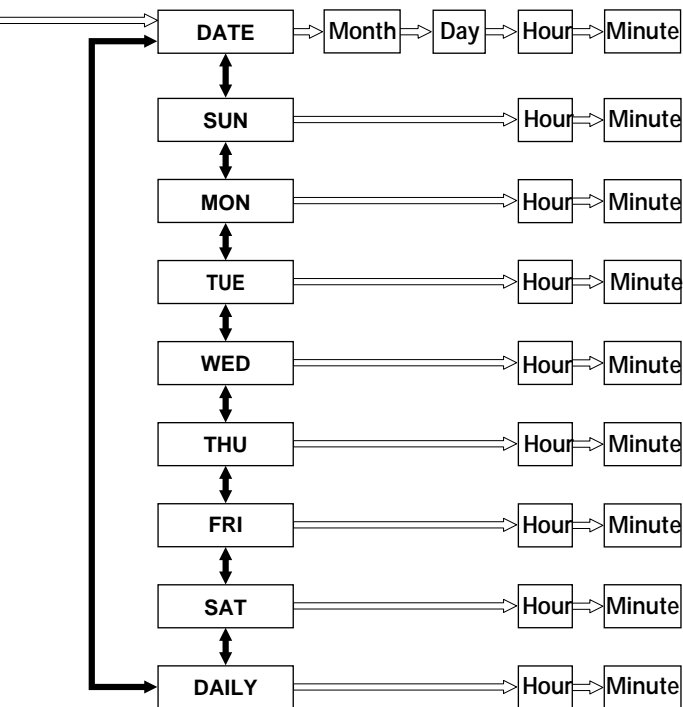 DATE Month Day Hour Minute
SUN Hour Minute
MON Hour Minute
TUE Hour Minute
WED Hour Minute
THU Hour Minute
FRI Hour Minute
SAT Hour Minute
DAILY Hour Minute